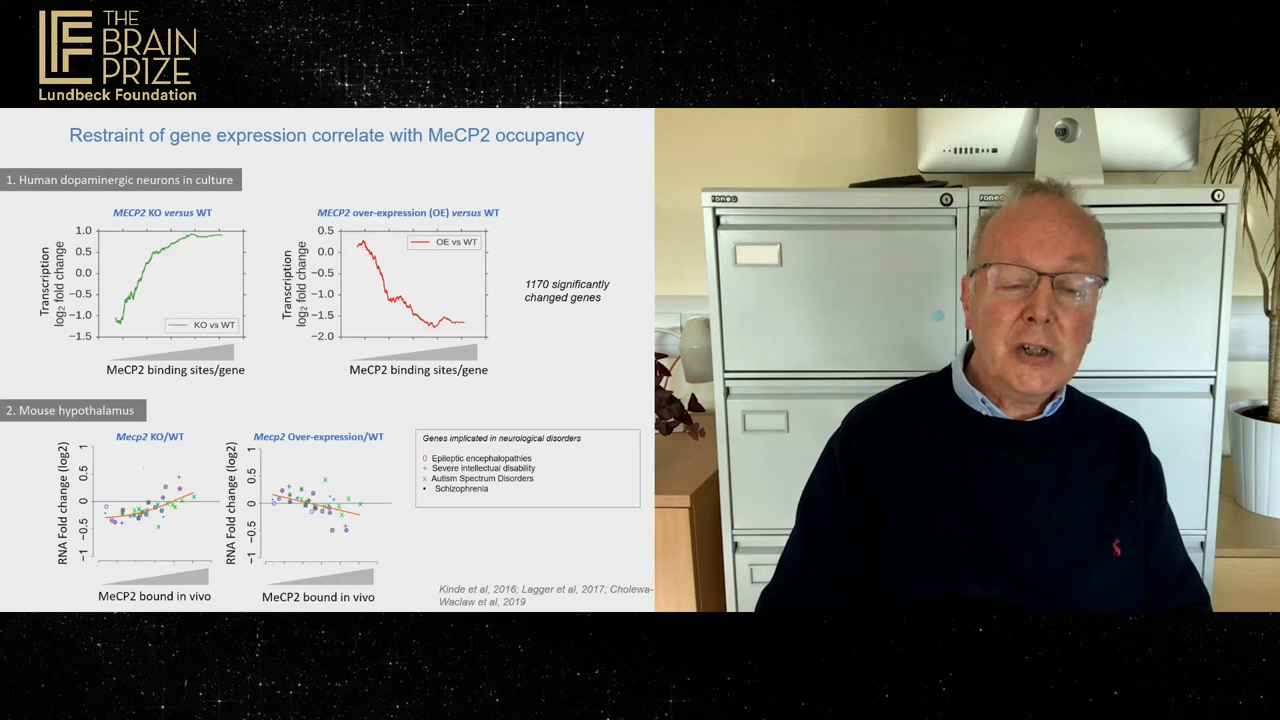 THE
BRAIN
PRIZE
Lundbeck Foundation
Restraint of gene expression correlate with MeCP2 occupancy
1. Human dopaminergic neurons in culture
MECP2 KO versus WT
MECP2 over-expression (OE) versus WT
Transcription
log2 fold change
1.0
0.5
0.0
−0.5
−1.0
−1.5
KO vs WT
MeCP2 binding sites/gene
Transcription
log2 fold change
0.5
0.0
−0.5
−1.0
−1.5
−2.0
OE vs WT
MeCP2 binding sites/gene
1170 significantly
changed genes
2. Mouse hypothalamus
Mecp2 KO/WT
Mecp2 Over-expression/WT
RNA Fold change (log2)
1
0.5
0
−0.5
−1
MeCP2 bound in vivo
RNA Fold change (log2)
1
0.5
0
−0.5
−1
MeCP2 bound in vivo
Genes implicated in neurological disorders
Epileptic encephalopathies
Severe intellectual disability
Autism Spectrum Disorders
Schizophrenia
Kinde et al, 2016; Lagger et al, 2017; Cholewa-
Waclaw et al, 2019
roneo
roneo